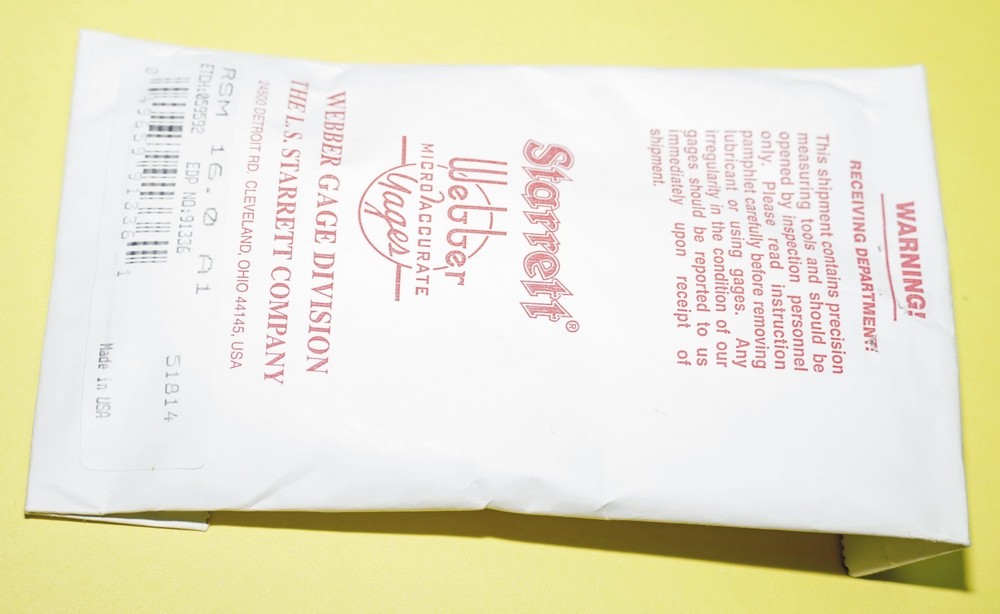 WARNING!
RECEIVING DEPARTMENT:
This shipment contains precision
measuring tools and should be
opened by inspection personnel
only. Please read instruction
pamphlet carefully before removing
lubricant or using gages. Any
irregularity in the condition of our
gages should be reported to us
immediately upon receipt of
shipment.
Starrett®
Webber
MICRO ACCURATE
Gages
WEBBER GAGE DIVISION
THE L.S. STARRETT COMPANY
24500 DETROIT RD. CLEVELAND, OHIO 44145, USA
RSM 16.0 A1 51814
ETCH:059592 EDP NO:91336
Made in USA